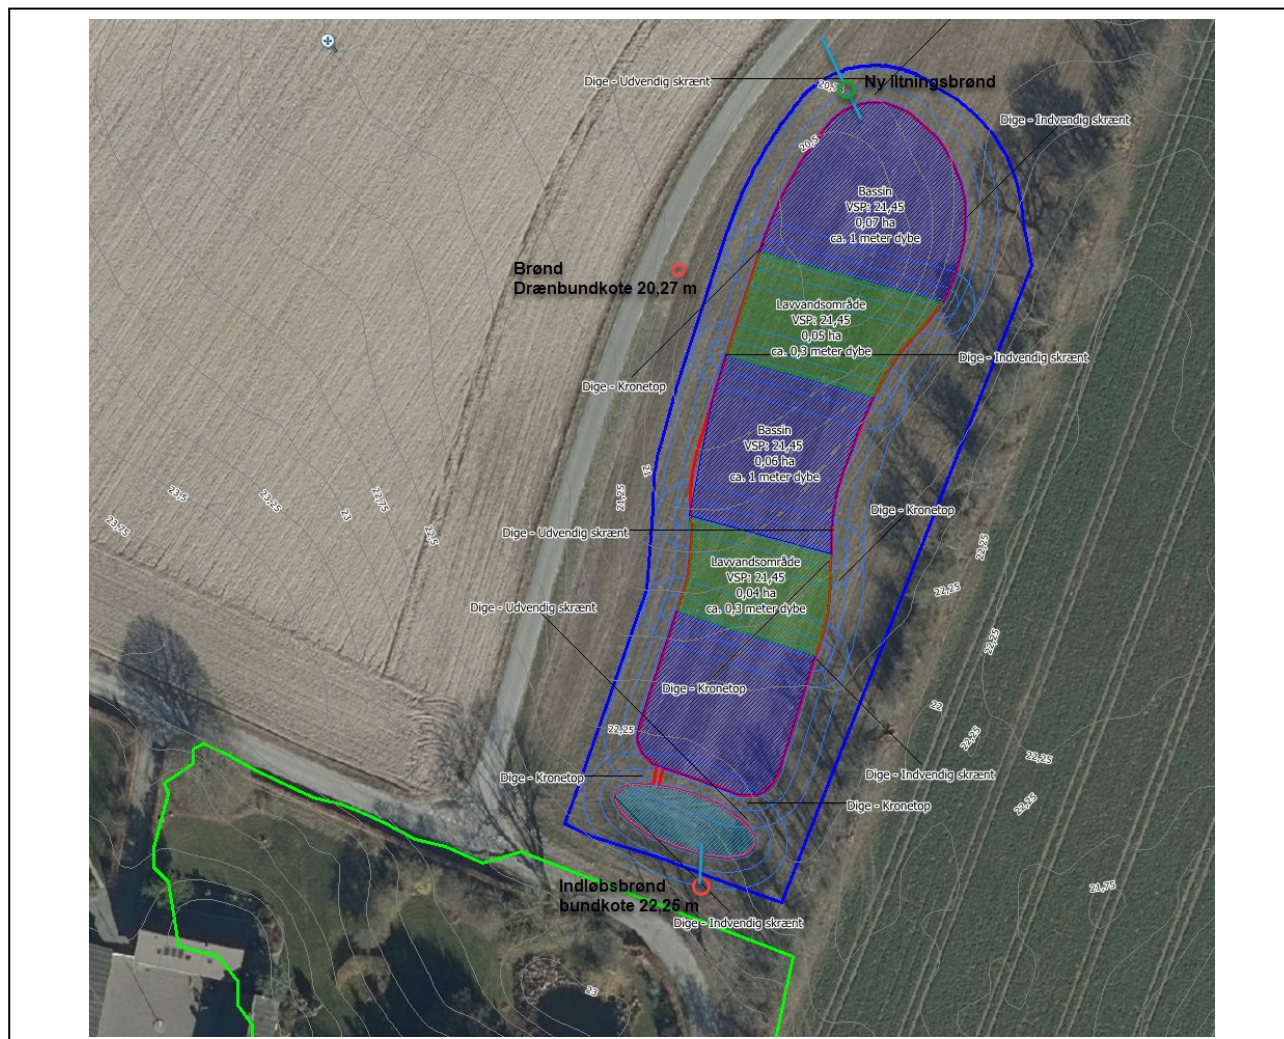 Dige - Udvendig skrænt
Ny iltningsbrønd
Dige - Indvendig skrænt
20,5
Bassin
VSP: 21,45
0,07 ha
ca. 1 meter dybe
Brønd
Drænbundkote 20,27 m
Lavvandsområde
VSP: 21,45
0,05 ha
ca. 0,3 meter dybe
Dige - Indvendig skrænt
Dige - Kronetop
Bassin
VSP: 21,45
0,06 ha
ca. 1 meter dybe
21
21,25
23,75
23,5
23,25
23
22,75
22,5
Dige - Kronetop
Dige - Udvendig skrænt
22,25
Lavvandsområde
VSP: 21,45
0,04 ha
ca. 0,3 meter dybe
22,25
Dige - Udvendig skrænt
22,25
Dige - Kronetop
22
22,25
22,25
22,25
Dige - Kronetop
Dige - Indvendig skrænt
Dige - Kronetop
22,25
21,75
Indløbsbrønd
bundkote 22,25 m
Dige - Indvendig skrænt
23